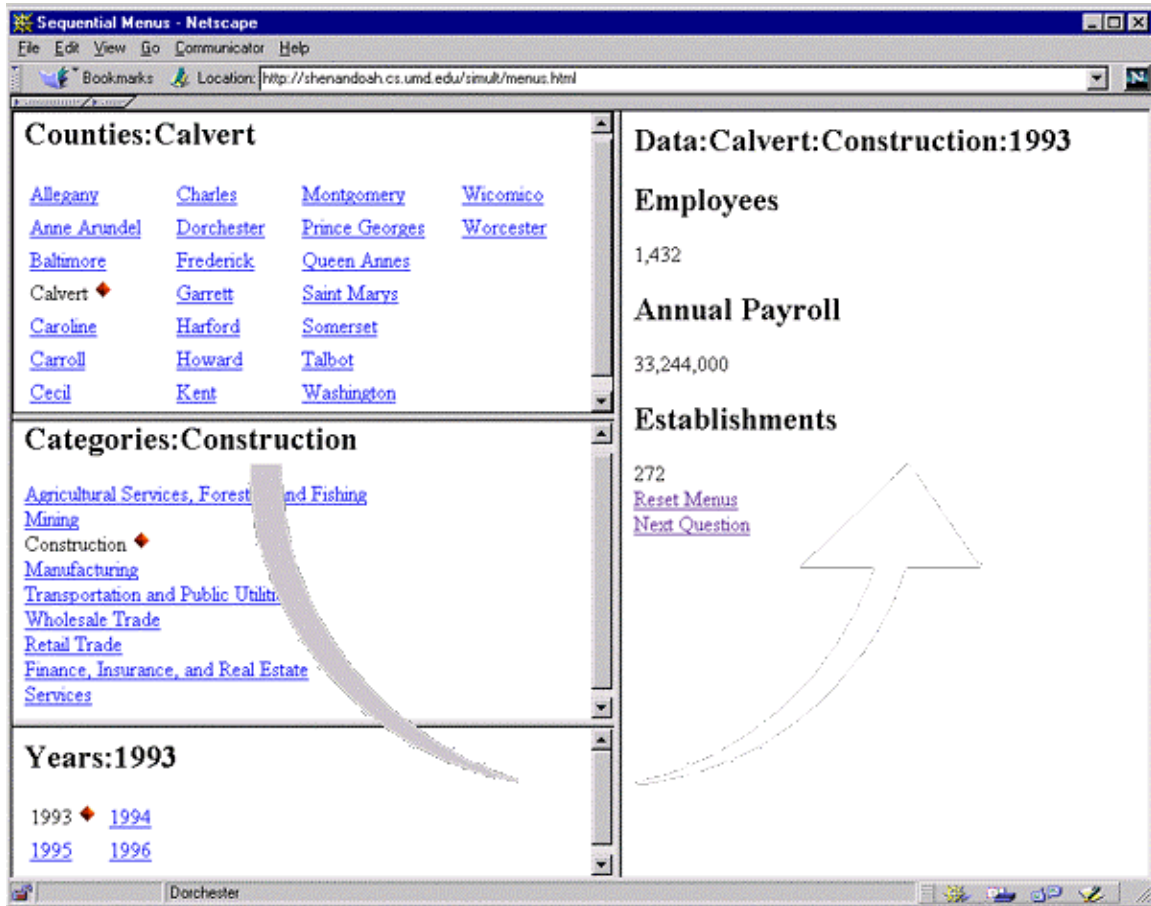 Sequential Menus - Netscape
File Edit View Go Communicator Help
Bookmarks Location: http://shenandoah.cs.umd.edu/simult/menus.html
N
Counties:Calvert
Allegany Charles Montgomery Wicomico
Anne Arundel Dorchester Prince Georges Worcester
Baltimore Frederick Queen Annes
Calvert Garrett Saint Marys
Caroline Harford Somerset
Carroll Howard Talbot
Cecil Kent Washington
Categories:Construction
Agricultural Services, and Fishing
Mining
Construction
Manufacturing
Transportation and Public
Wholesale Trade
Retail Trade
Finance, Insurance, and Real Estate
Services
Years:1993
1993 1994
1995 1996
Data:Calvert:Construction:1993
Employees
1,432
Annual Payroll
33,244,000
Establishments
272
Reset Menus
Next Question
Dorchester